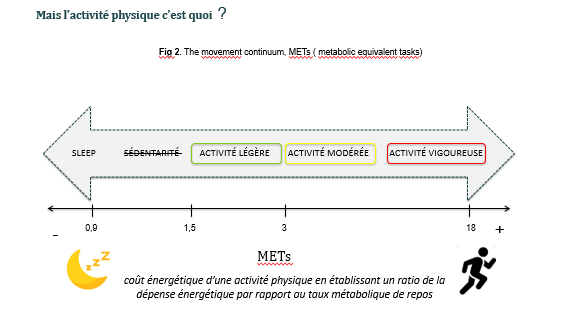 Mais l’activité physique c’est quoi ?
Fig 2. The movement continuum, METs ( metabolic equivalent tasks)
SLEEP SÉDENTARITÉ ACTIVITÉ LÉGÈRE ACTIVITÉ MODÉRÉE ACTIVITÉ VIGOUREUSE
- 0,9 1,5 3 18 +
z z z
METs
coût énergétique d’une activité physique en établissant un ratio de la
dépense énergétique par rapport au taux métabolique de repos